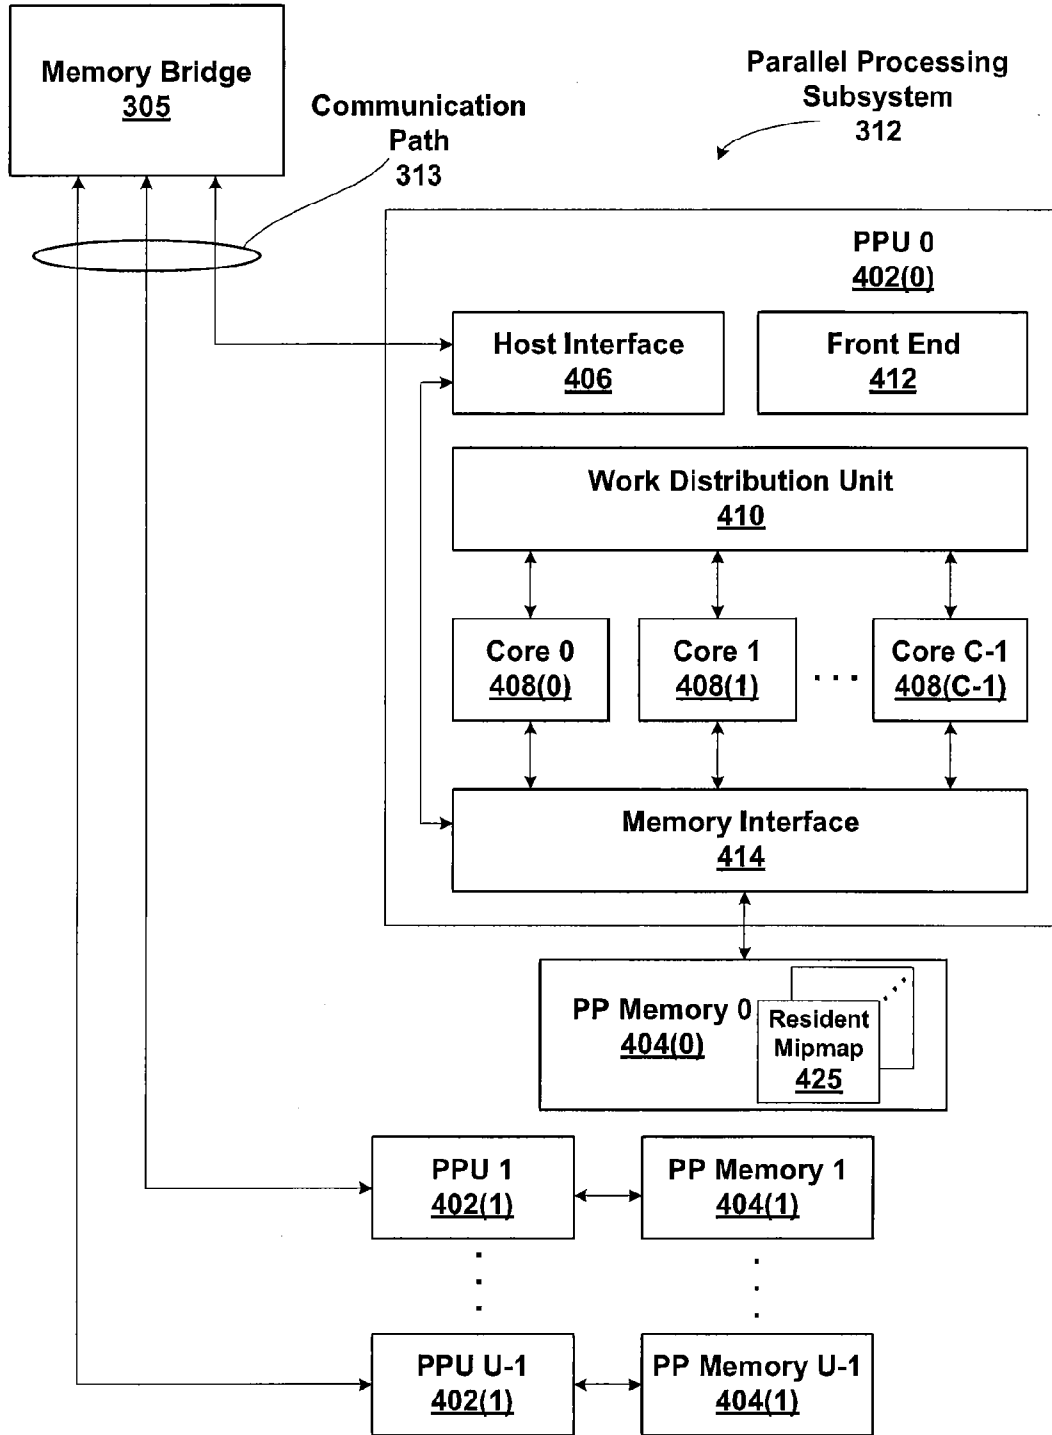 Memory Bridge
305
Communication
Path
313
Parallel Processing
Subsystem
312
PPU 0
402(0)
Host Interface
406
Front End
412
Work Distribution Unit
410
Core 0
408(0)
Core 1
408(1)
. . .
Core C-1
408(C-1)
Memory Interface
414
PP Memory 0
404(0)
Resident
Mipmap
425
PPU 1
402(1)
PP Memory 1
404(1)
PPU U-1
402(1)
PP Memory U-1
404(1)